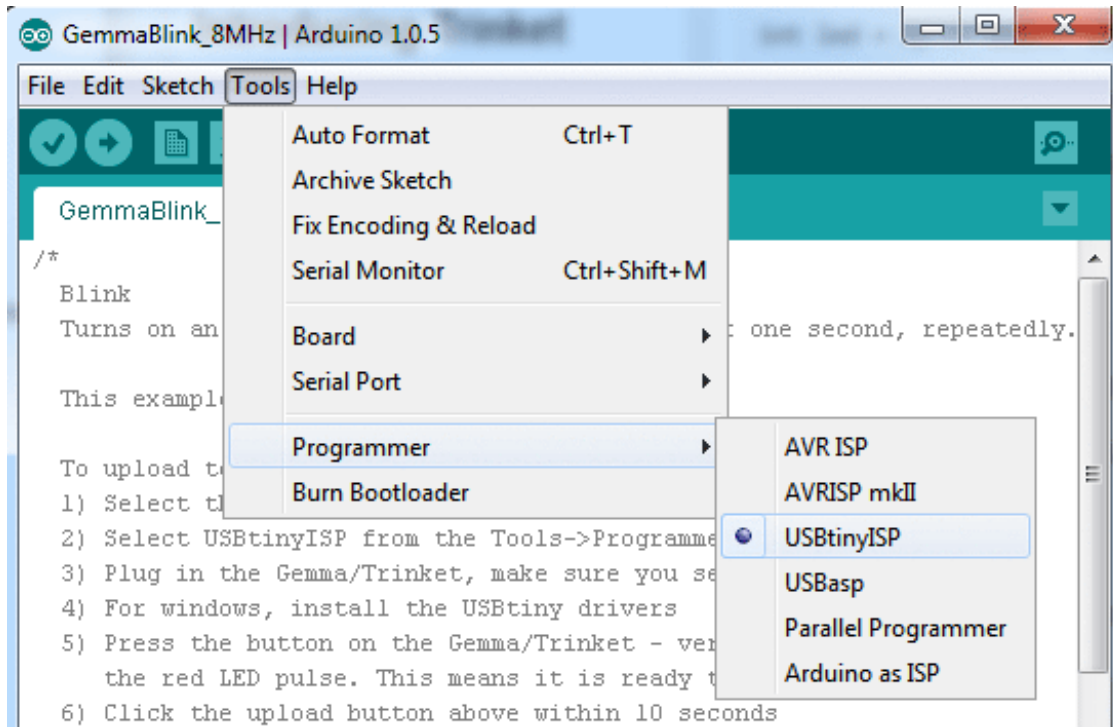 GemmaBlink_8MHz | Arduino 1.0.5
File Edit Sketch Tools Help
Auto Format Ctrl+T
Archive Sketch
GemmaBlink_
Fix Encoding & Reload
/*
Serial Monitor Ctrl+Shift+M
Blink
Turns on an one second, repeatedly.
Board
Serial Port
This exampl
Programmer
AVR ISP
To upload t
Burn Bootloader
AVRISP mkII
1) Select t
2) Select USBtinyISP from the Tools->Programme
USBtinyISP
3) Plug in the Gemma/Trinket, make sure you se
USBasp
4) For windows, install the USBtiny drivers
Parallel Programmer
5) Press the button on the Gemma/Trinket - ver
the red LED pulse. This means it is ready t
Arduino as ISP
6) Click the upload button above within 10 seconds